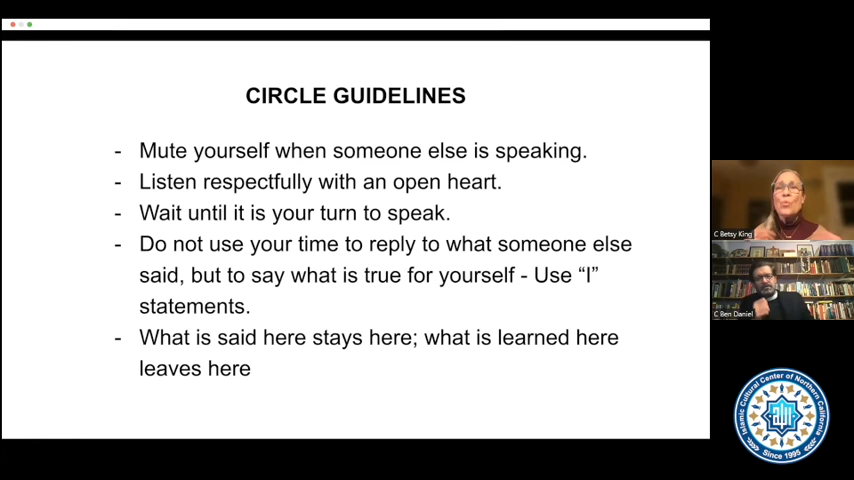 CIRCLE GUIDELINES
- Mute yourself when someone else is speaking.
- Listen respectfully with an open heart.
- Wait until it is your turn to speak.
- Do not use your time to reply to what someone else
said, but to say what is true for yourself - Use “I”
statements.
- What is said here stays here; what is learned here
leaves here
C Betsy King
C Ben Daniel
Islamic Cultural Center of Northern California
الله
Since 1995